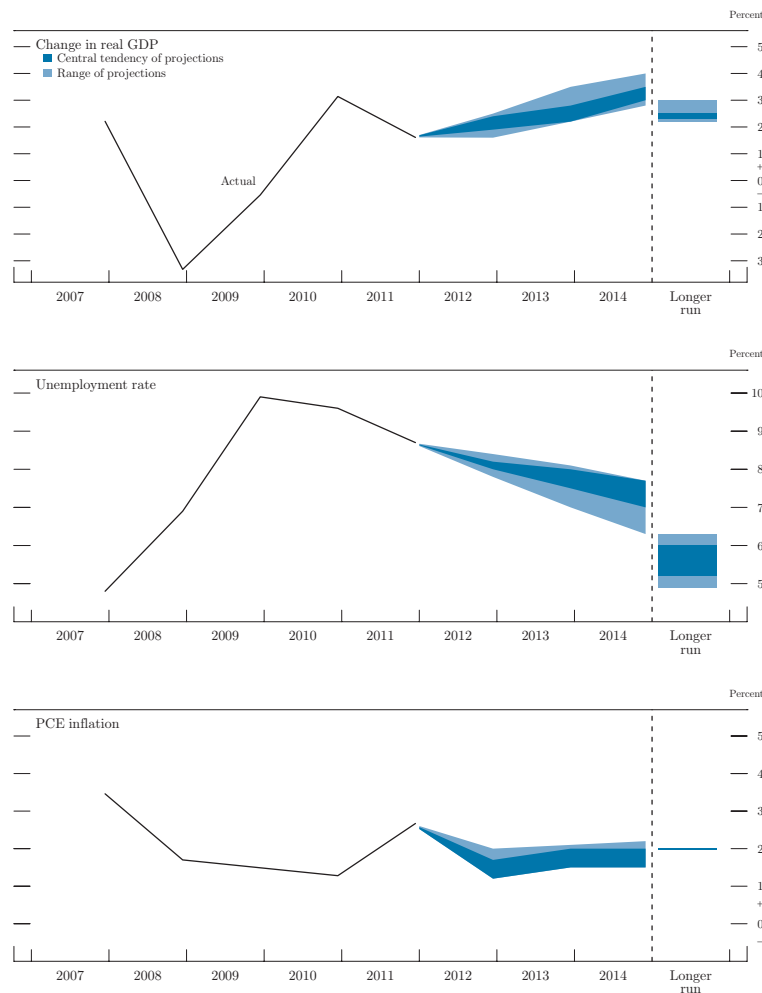 Percent
Change in real GDP
Central tendency of projections
Range of projections
Actual
5
4
3
2
1
+
0
–
1
2
3
2007 2008 2009 2010 2011 2012 2013 2014 Longer run
Percent
Unemployment rate
10
9
8
7
6
5
2007 2008 2009 2010 2011 2012 2013 2014 Longer run
Percent
PCE inflation
5
4
3
2
1
+
0
–
2007 2008 2009 2010 2011 2012 2013 2014 Longer run